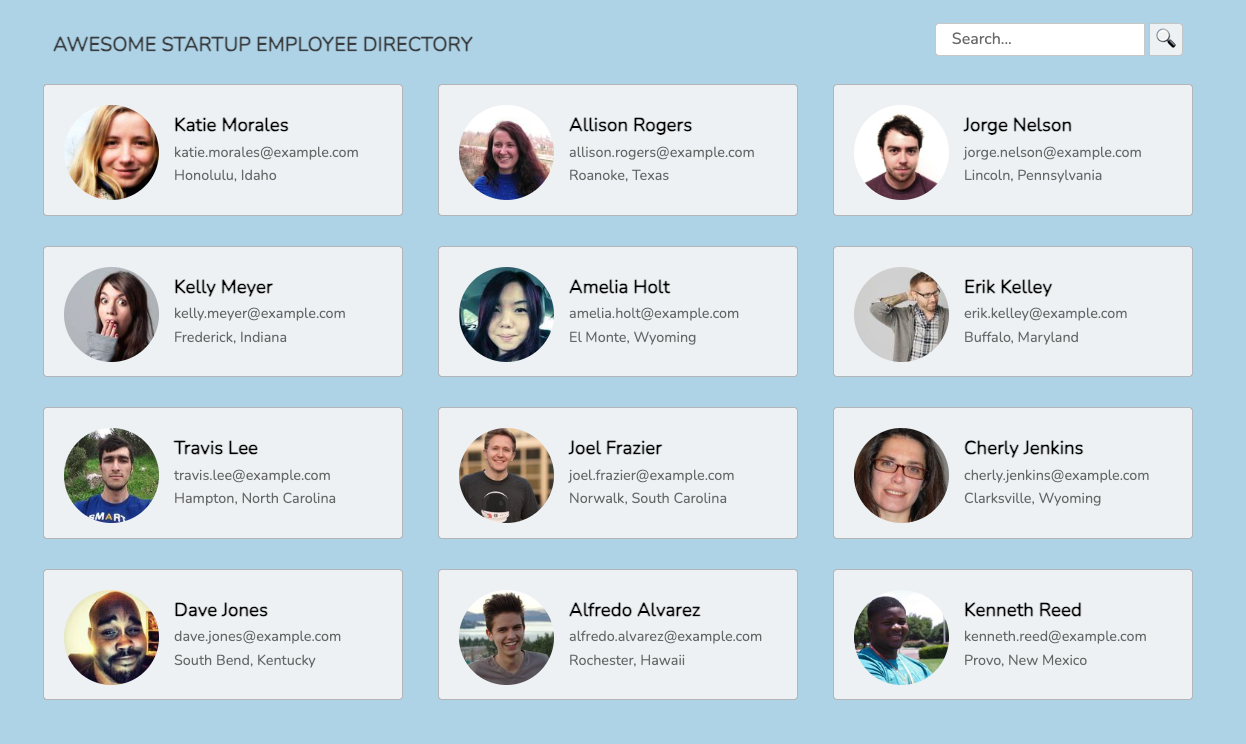 AWESOME STARTUP EMPLOYEE DIRECTORY
Search...
Katie Morales
katie.morales@example.com
Honolulu, Idaho
Allison Rogers
allison.rogers@example.com
Roanoke, Texas
Jorge Nelson
jorge.nelson@example.com
Lincoln, Pennsylvania
Kelly Meyer
kelly.meyer@example.com
Frederick, Indiana
Amelia Holt
amelia.holt@example.com
El Monte, Wyoming
Erik Kelley
erik.kelley@example.com
Buffalo, Maryland
SMART
Travis Lee
travis.lee@example.com
Hampton, North Carolina
Joel Frazier
joel.frazier@example.com
Norwalk, South Carolina
Cherly Jenkins
cherly.jenkins@example.com
Clarksville, Wyoming
Dave Jones
dave.jones@example.com
South Bend, Kentucky
Alfredo Alvarez
alfredo.alvarez@example.com
Rochester, Hawaii
Kenneth Reed
kenneth.reed@example.com
Provo, New Mexico